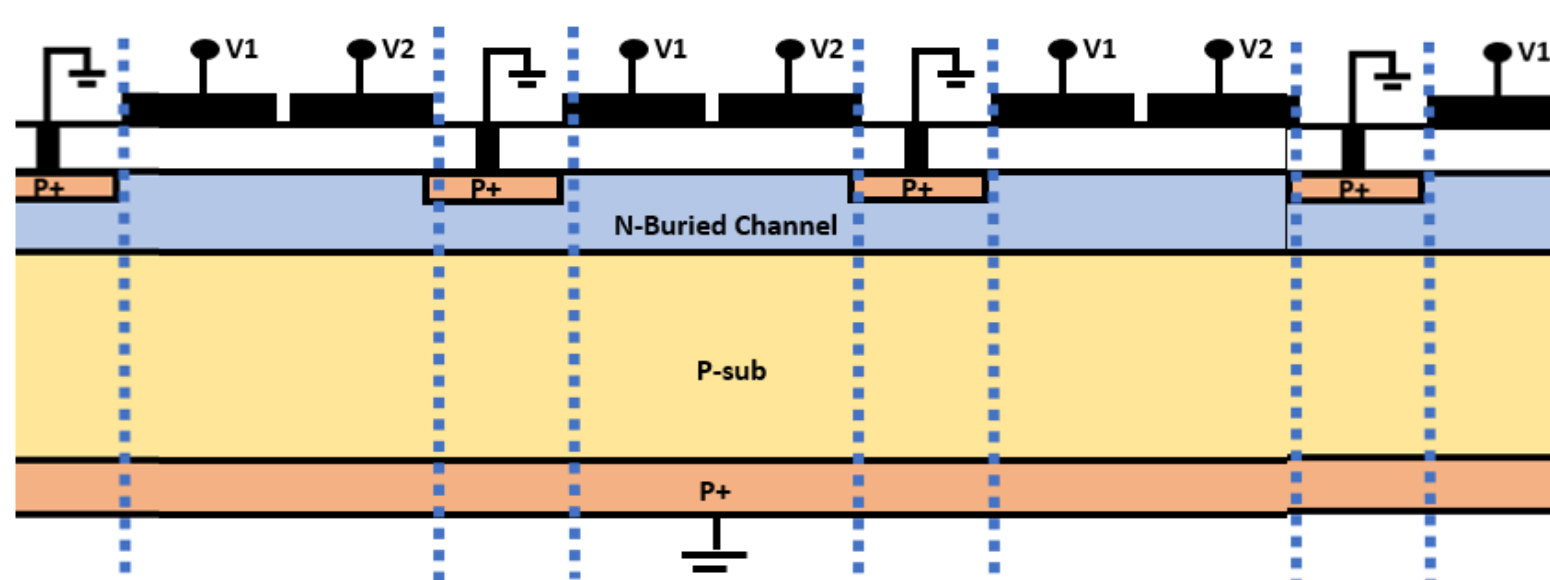 V1 V2 V1 V2 V1 V2 V1
P+ P+ P+ P+
N-Buried Channel
P-sub
P+